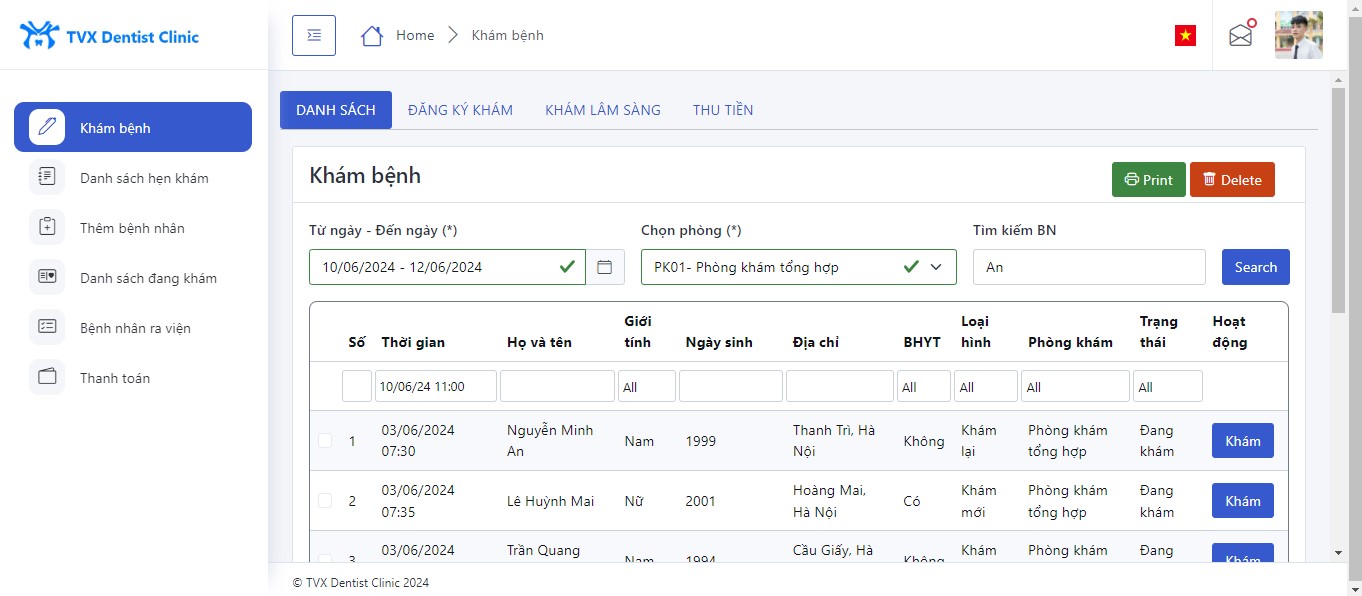 TVX Dentist Clinic
Home
Khám bệnh
Khám bệnh
Danh sách hẹn khám
Thêm bệnh nhân
Danh sách đang khám
Bệnh nhân ra viện
Thanh toán
DANH SÁCH
ĐĂNG KÝ KHÁM
KHÁM LÂM SÀNG
THU TIỀN
Khám bệnh
Print
Delete
Từ ngày - Đến ngày (*)
Chọn phòng (*)
Tìm kiếm BN
10/06/2024 - 12/06/2024
PK01- Phòng khám tổng hợp
An
Search
Số
Thời gian
Họ và tên
Giới
tính
Ngày sinh
Địa chỉ
BHYT
Loại
hình
Phòng khám
Trạng
thái
Hoạt
động
10/06/24 11:00
All
All
All
All
All
1
03/06/2024
07:30
Nguyễn Minh
An
Nam
1999
Thanh Trì, Hà
Nội
Không
Khám
lại
Phòng khám
tổng hợp
Đang
khám
Khám
2
03/06/2024
07:35
Lê Huỳnh Mai
Nữ
2001
Hoàng Mai,
Hà Nội
Có
Khám
mới
Phòng khám
tổng hợp
Đang
khám
Khám
3
03/06/2024
Trần Quang
Nam
1994
Cầu Giấy, Hà
Không
Khám
Phòng khám
Đang
Khám
© TVX Dentist Clinic 2024